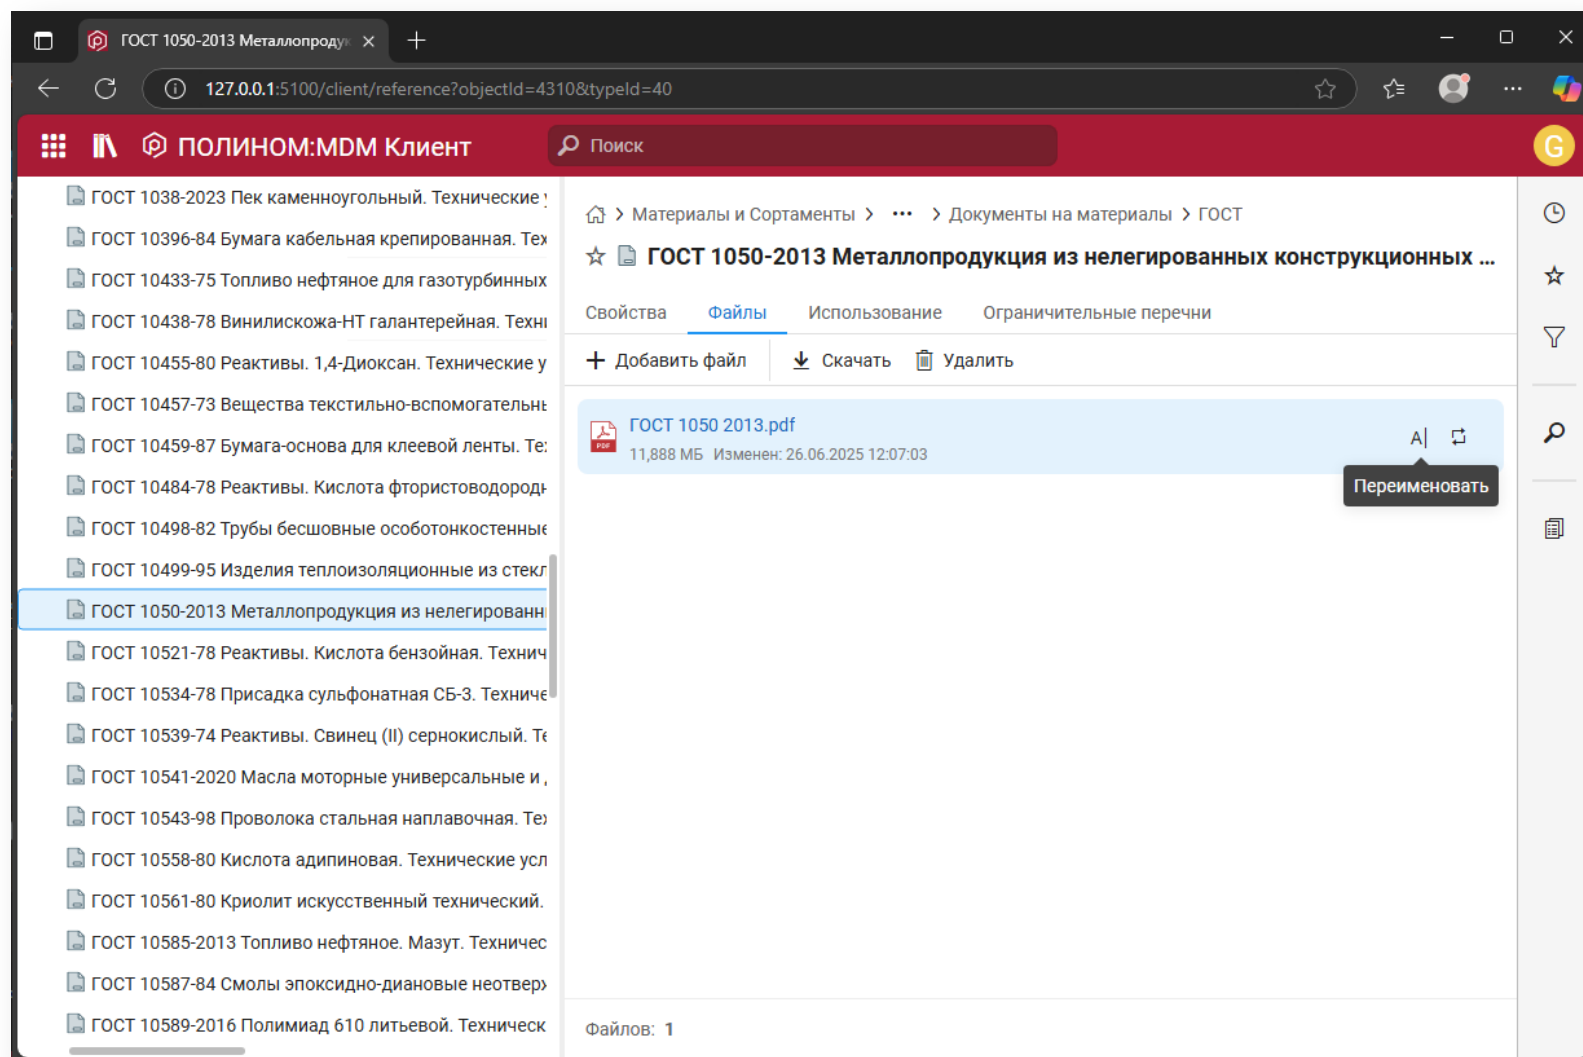 ГОСТ 1050-2013 Металлопродук
127.0.0.1:5100/client/reference?objectId=4310&typeId=40
ПОЛИНОМ:MDM Клиент
Поиск
G
ГОСТ 1038-2023 Пек каменноугольный. Технические
ГОСТ 10396-84 Бумага кабельная крепированная. Тех
ГОСТ 10433-75 Топливо нефтяное для газотурбинных
ГОСТ 10438-78 Винилискожа-НТ галантерейная. Техн
ГОСТ 10455-80 Реактивы. 1,4-Диоксан. Технические у
ГОСТ 10457-73 Вещества текстильно-вспомогательн
ГОСТ 10459-87 Бумага-основа для клеевой ленты. Те
ГОСТ 10484-78 Реактивы. Кислота фтористоводород
ГОСТ 10498-82 Трубы бесшовные особотонкостенные
ГОСТ 10499-95 Изделия теплоизоляционные из стекл
ГОСТ 1050-2013 Металлопродукция из нелегированн
ГОСТ 10521-78 Реактивы. Кислота бензойная. Технич
ГОСТ 10534-78 Присадка сульфонатная СБ-3. Техниче
ГОСТ 10539-74 Реактивы. Свинец (II) сернокислый. Те
ГОСТ 10541-2020 Масла моторные универсальные и
ГОСТ 10543-98 Проволока стальная наплавочная. Тех
ГОСТ 10558-80 Кислота адипиновая. Технические усл
ГОСТ 10561-80 Криолит искусственный технический.
ГОСТ 10585-2013 Топливо нефтяное. Мазут. Техничес
ГОСТ 10587-84 Смолы эпоксидно-диановые неотверж
ГОСТ 10589-2016 Полимиад 610 литьевой. Техническ
Материалы и Сортаменты > ••• > Документы на материалы > ГОСТ
ГОСТ 1050-2013 Металлопродукция из нелегированных конструкционных ...
Свойства Файлы Использование Ограничительные перечни
Добавить файл Скачать Удалить
PDF
ГОСТ 1050 2013.pdf
11,888 МБ Изменен: 26.06.2025 12:07:03
Переименовать
Файлов: 1